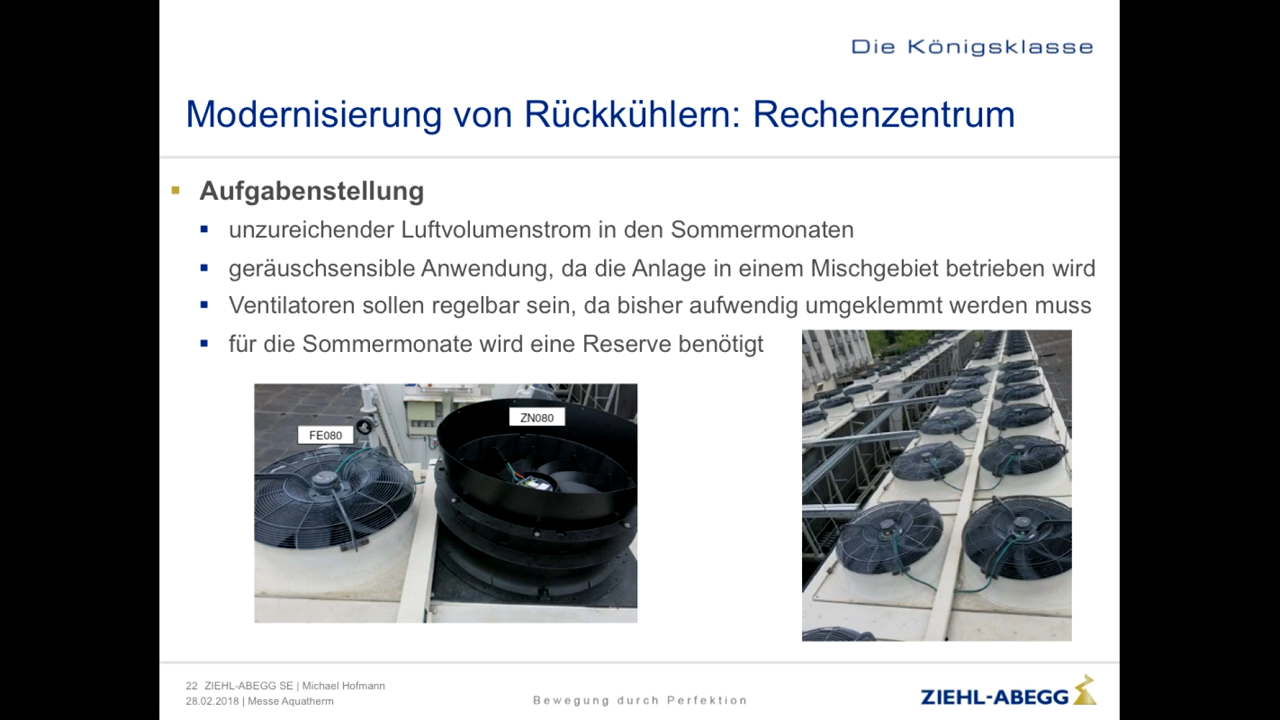 Die Königsklasse
Modernisierung von Rückkühlern: Rechenzentrum
Aufgabenstellung
unzureichender Luftvolumenstrom in den Sommermonaten
geräuschsensible Anwendung, da die Anlage in einem Mischgebiet betrieben wird
Ventilatoren sollen regelbar sein, da bisher aufwendig umgeklemmt werden muss
für die Sommermonate wird eine Reserve benötigt
FE080
ZN080
22 ZIEHL-ABEGG SE | Michael Hofmann
28.02.2018 | Messe Aquatherm
Bewegung durch Perfektion
ZIEHL-ABEGG